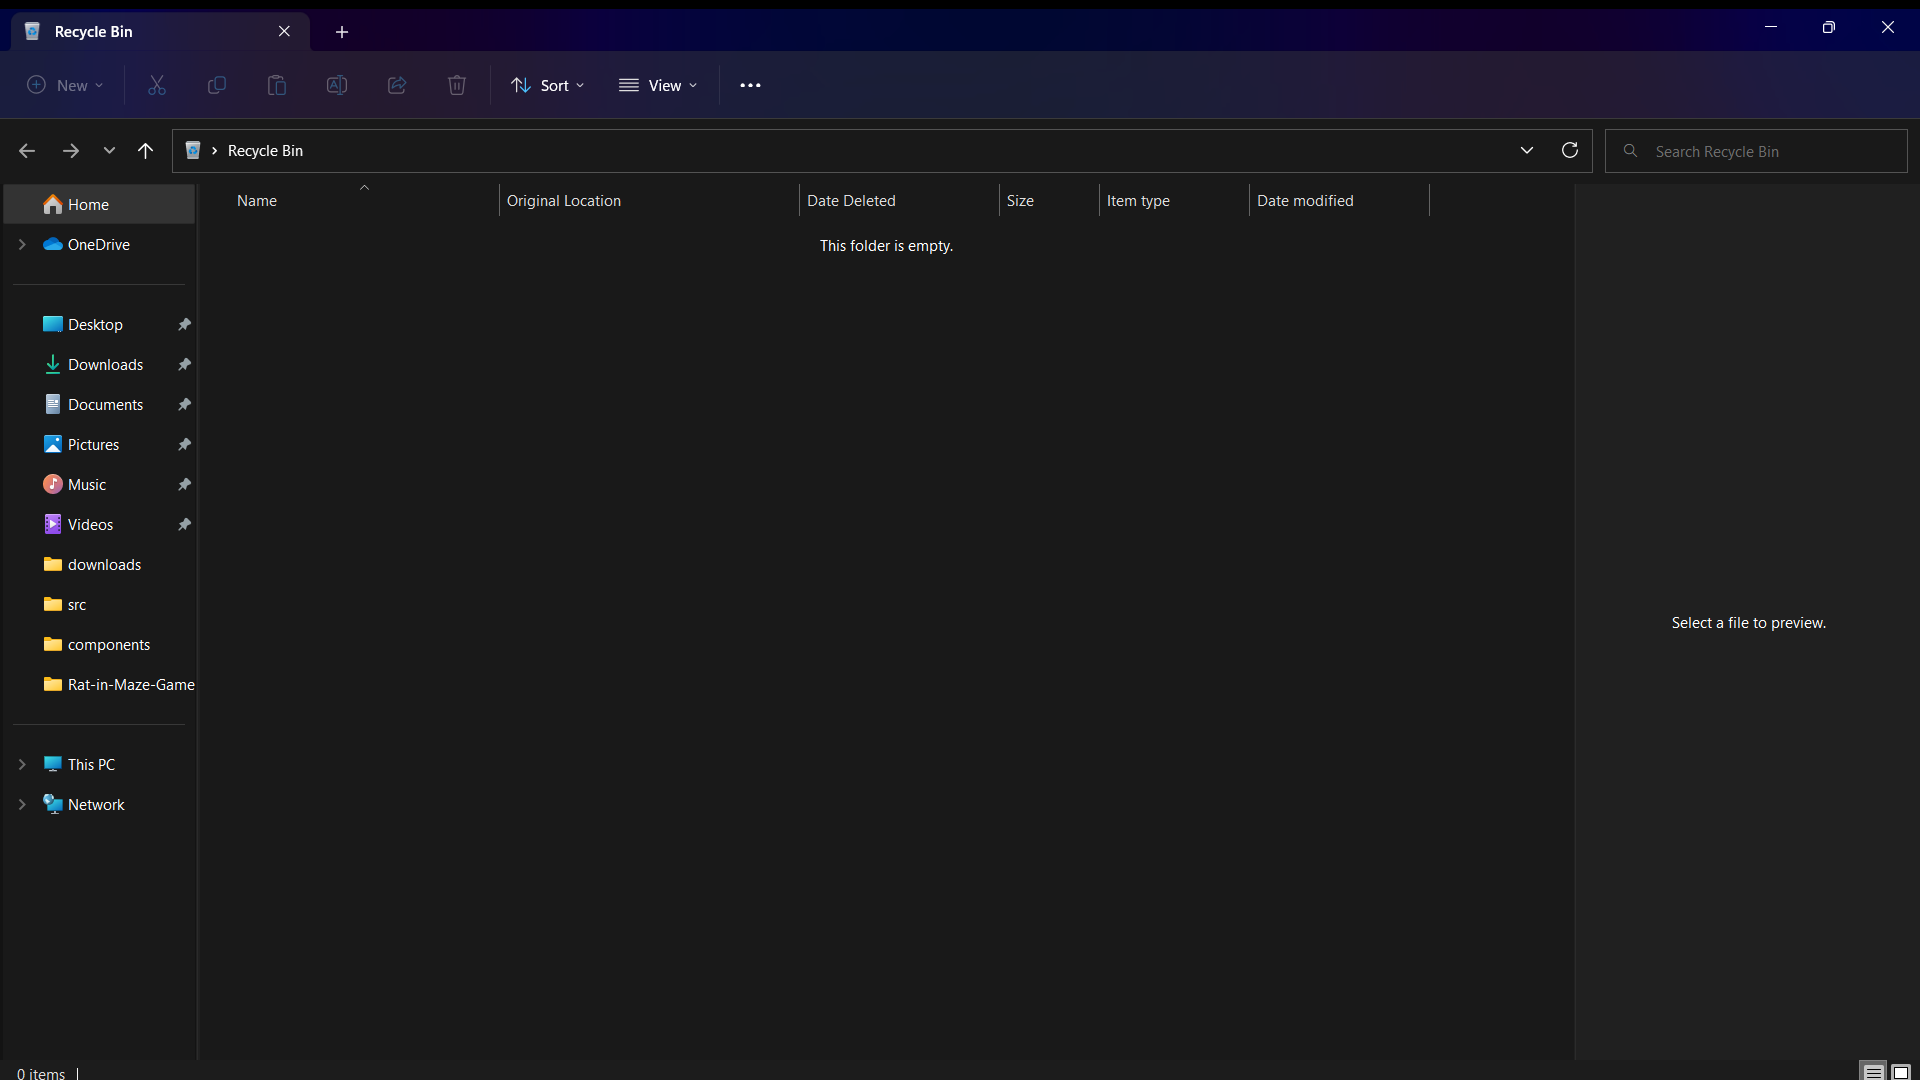 Recycle Bin
New
Sort
View
Recycle Bin
Search Recycle Bin
Name Original Location Date Deleted Size Item type Date modified
This folder is empty.
Home
OneDrive
Desktop
Downloads
Documents
Pictures
Music
Videos
downloads
src
components
Rat-in-Maze-Game
This PC
Network
Select a file to preview.
0 items